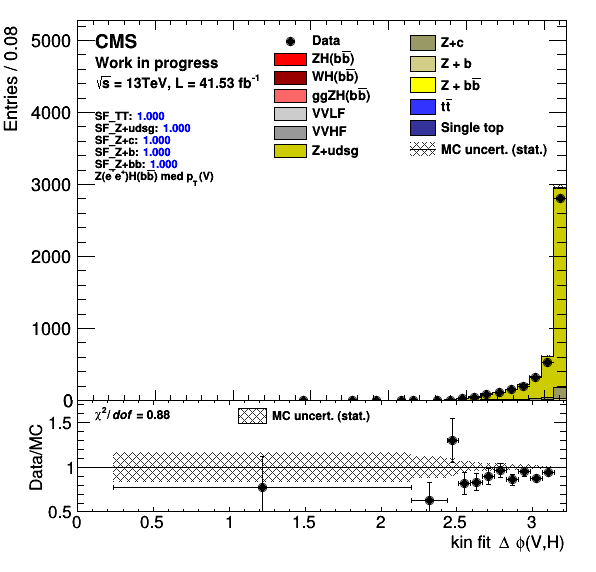 Entries / 0.08
5000
4000
3000
2000
1000
0
CMS
Work in progress
√s = 13TeV, L = 41.53 fb⁻¹
SF_TT: 1.000
SF_Z+udsg: 1.000
SF_Z+c: 1.000
SF_Z+b: 1.000
SF_Z+bb: 1.000
Z(e⁻e⁺)H(bb̅) med p_T(V)
Data
ZH(bb̅)
WH(bb̅)
ggZH(bb̅)
VVLF
VVHF
Z+udsg
Z+c
Z + b
Z + bb̅
tt̅
Single top
MC uncert. (stat.)
Data/MC
1.5
1
0.5
χ²/dof = 0.88
MC uncert. (stat.)
0 0.5 1 1.5 2 2.5 3
kin fit Δ φ(V,H)